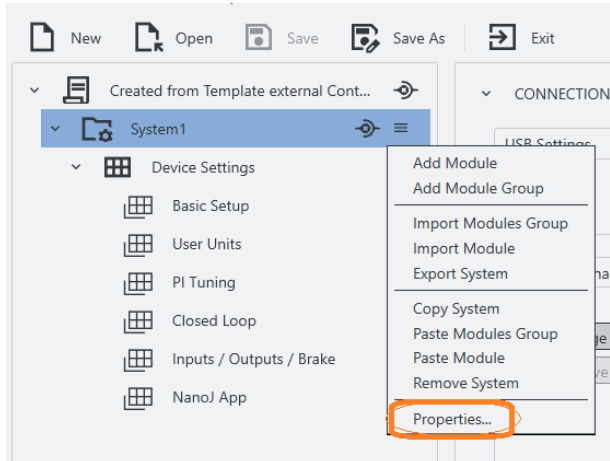 New Open Save Save As Exit
Created from Template external Cont...
CONNECTION
System1
USB Settings
Device Settings
Basic Setup
User Units
PI Tuning
Closed Loop
Inputs / Outputs / Brake
NanoJ App
Add Module
Add Module Group
Import Modules Group
Import Module
Export System
Copy System
Paste Modules Group
Paste Module
Remove System
Properties...